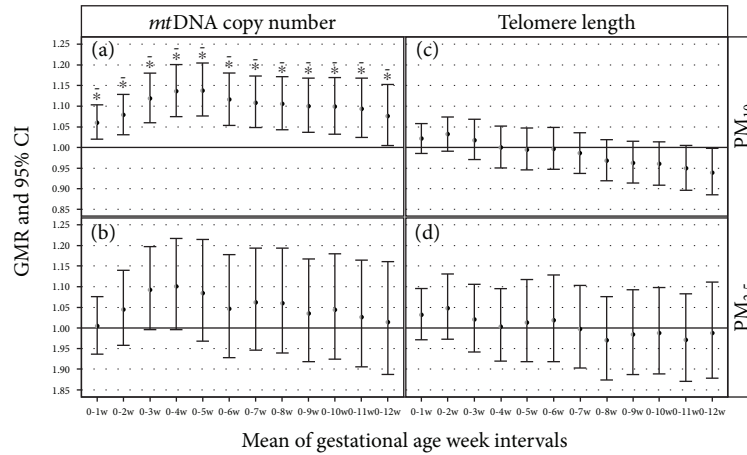 mtDNA copy number
Telomere length
GMR and 95% CI
(a)
(c)
1.25
1.20
1.15
1.10
1.05
1.00
0.95
0.90
0.85
* * * * * * * * * * * *
PM
(b)
(d)
1.25
1.20
1.15
1.10
1.05
1.00
1.95
1.90
1.85
PM
0-1w 0-2w 0-3w 0-4w 0-5w 0-6w 0-7w 0-8w 0-9w 0-10w 0-11w 0-12w
0-1w 0-2w 0-3w 0-4w 0-5w 0-6w 0-7w 0-8w 0-9w 0-10w 0-11w 0-12w
Mean of gestational age week intervals